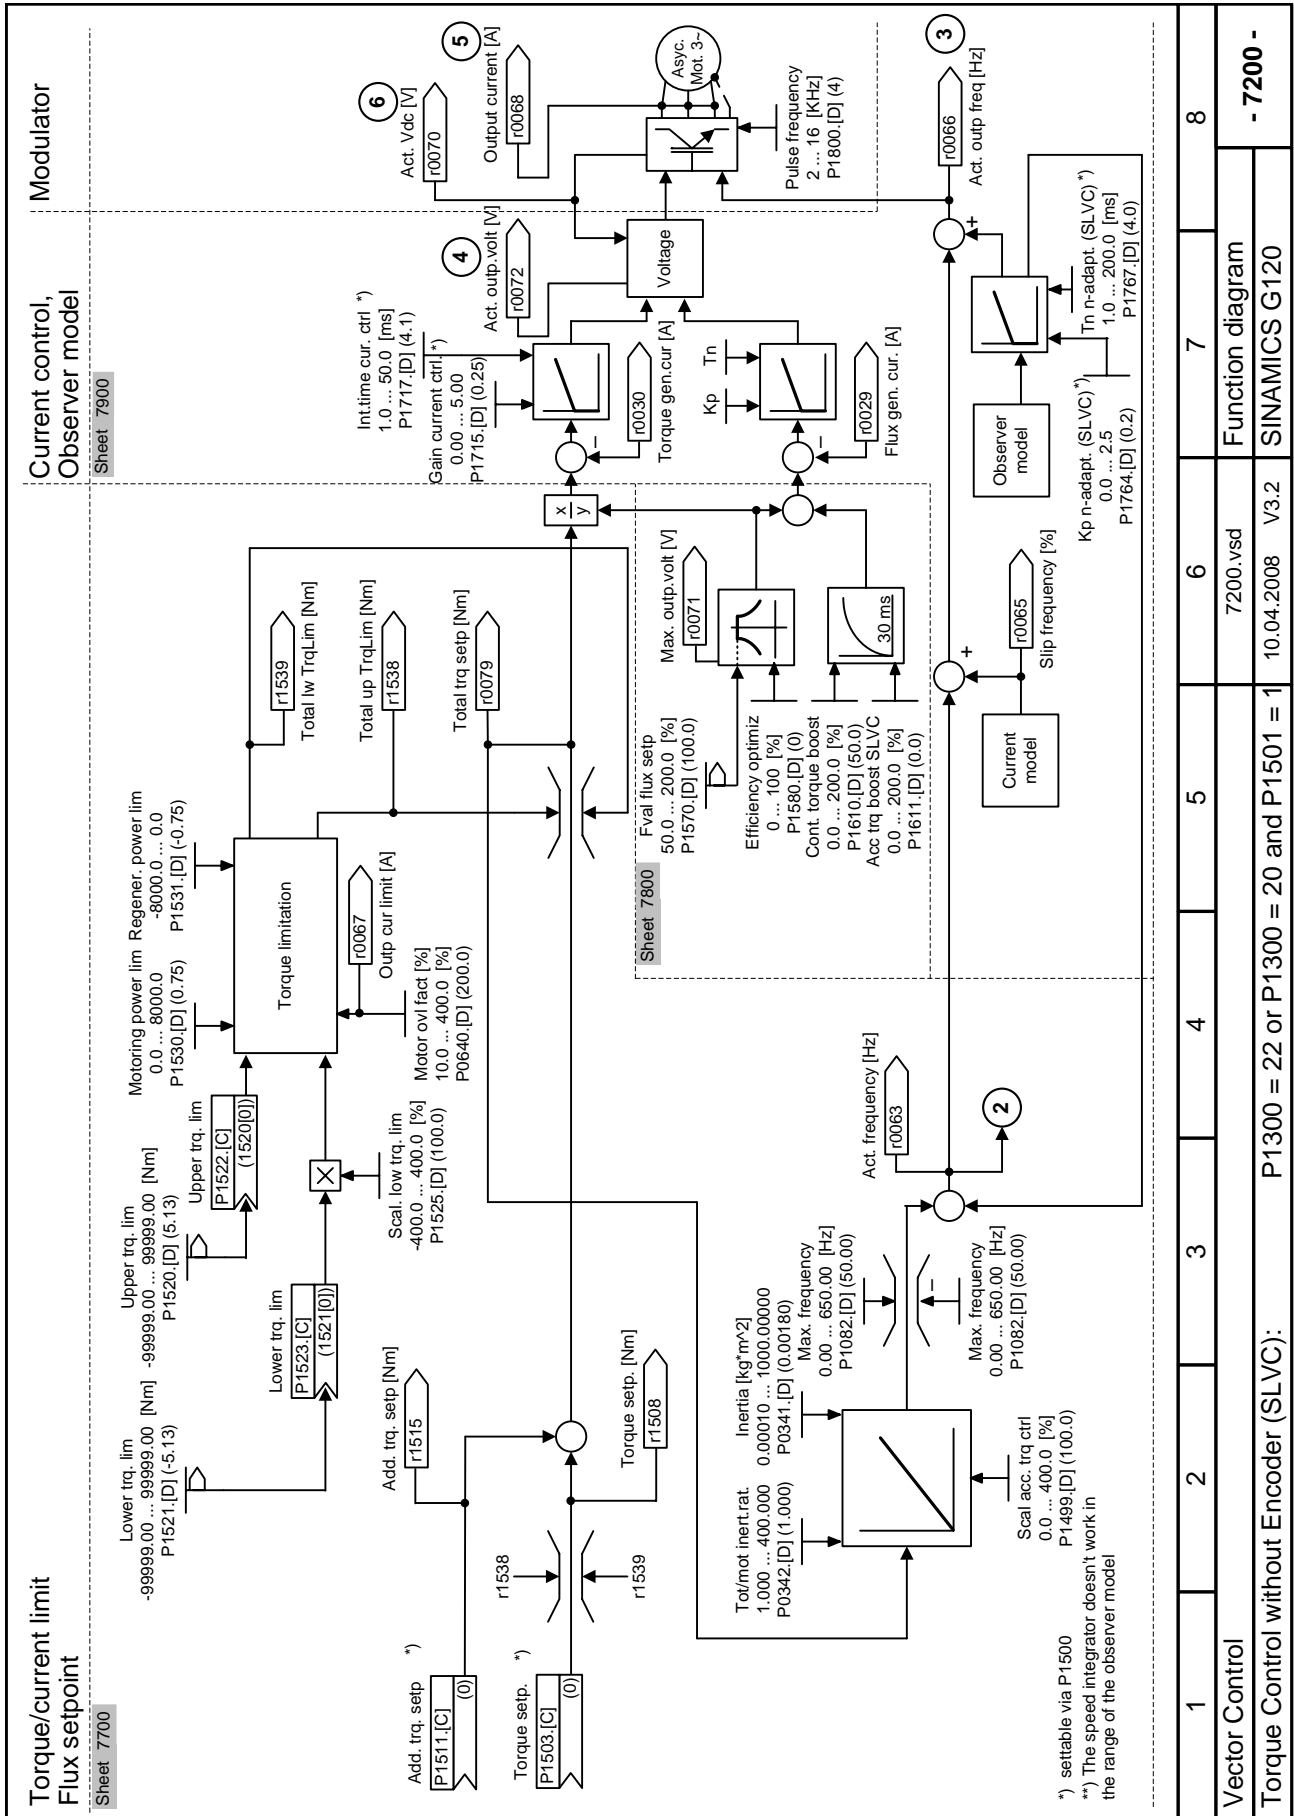 Torque/current limit
Flux setpoint
Sheet 7700
Current control,
Observer model
Sheet 7900
Modulator
Lower trq. lim
-99999.00 ... 99999.00 [Nm]
P1521.[D] (-5.13)
Upper trq. lim
-99999.00 ... 99999.00 [Nm]
P1520.[D] (5.13)
Lower trq. lim
P1523.[C]
(1521[0])
Upper trq. lim
P1522.[C]
(1520[0])
Scal. low trq. lim
-400.0 ... 400.0 [%]
P1525.[D] (100.0)
Motoring power lim
0.0 ... 8000.0
P1530.[D] (0.75)
Regener. power lim
-8000.0 ... 0.0
P1531.[D] (-0.75)
Torque limitation
r0067
Outp cur limit [A]
Motor ovl fact [%]
10.0 ... 400.0 [%]
P0640.[D] (200.0)
r1539
Total lw TrqLim [Nm]
r1538
Total up TrqLim [Nm]
Total trq setp [Nm]
r0079
Add. trq. setp
*)
P1511.[C]
(0)
Add. trq. setp [Nm]
r1515
Torque setp.
*)
P1503.[C]
(0)
r1538
r1539
Torque setp. [Nm]
r1508
x
y
Int.time cur. ctrl *)
1.0 ... 50.0 [ms]
P1717.[D] (4.1)
Gain current ctrl. *)
0.00 ... 5.00
P1715.[D] (0.25)
–
r0030
Torque gen.cur [A]
Kp
Tn
–
r0029
Flux gen. cur. [A]
4
Act. outp.volt [V]
r0072
Voltage
6
Act. Vdc [V]
r0070
5
Output current [A]
r0068
Asyc.
Mot. 3~
Pulse frequency
2 ... 16 [KHz]
P1800.[D] (4)
Sheet 7800
Fval flux setp
50.0 ... 200.0 [%]
P1570.[D] (100.0)
Max. outp.volt [V]
r0071
Efficiency optimiz
0 ... 100 [%]
P1580.[D] (0)
Cont. torque boost
0.0 ... 200.0 [%]
P1610.[D] (50.0)
Acc trq boost SLVC
0.0 ... 200.0 [%]
P1611.[D] (0.0)
30 ms
Tot/mot inert.rat.
1.000 ... 400.000
P0342.[D] (1.000)
Inertia [kg*m^2]
0.00010 ... 1000.00000
P0341.[D] (0.00180)
Scal acc. trq ctrl
0.0 ... 400.0 [%]
P1499.[D] (100.0)
Max. frequency
0.00 ... 650.00 [Hz]
P1082.[D] (50.00)
–
Max. frequency
0.00 ... 650.00 [Hz]
P1082.[D] (50.00)
Act. frequency [Hz]
r0063
2
Current
model
+
r0065
Slip frequency [%]
Observer
model
Kp n-adapt. (SLVC) *)
0.0 ... 2.5
P1764.[D] (0.2)
Tn n-adapt. (SLVC) *)
1.0 ... 200.0 [ms]
P1767.[D] (4.0)
+
3
r0066
Act. outp freq [Hz]
*) settable via P1500
**) The speed integrator doesn't work in
the range of the observer model
1 2 3 4 5 6 7 8
Vector Control
7200.vsd
Function diagram
- 7200 -
Torque Control without Encoder (SLVC):
P1300 = 22 or P1300 = 20 and P1501 = 1
10.04.2008 V3.2
SINAMICS G120